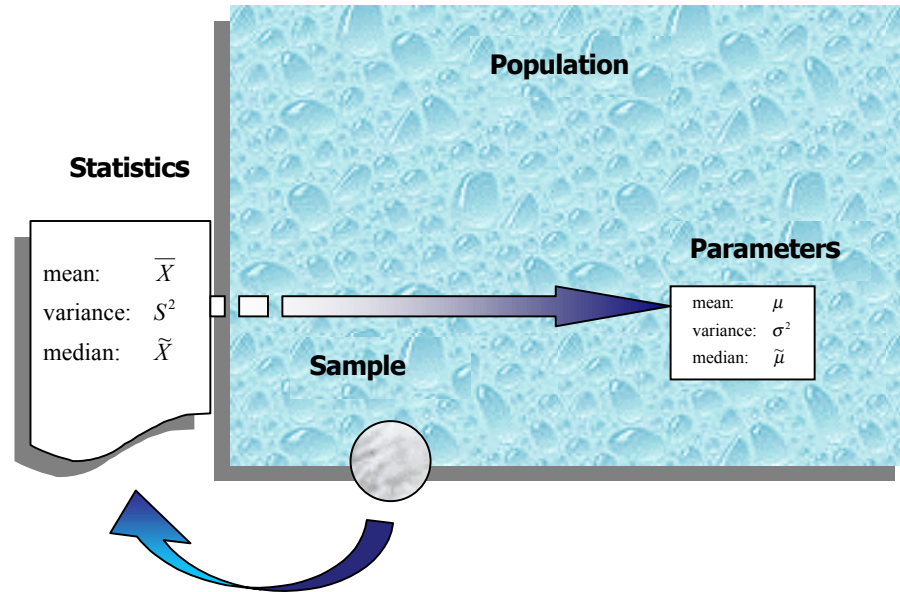 Population
Statistics
mean: X̅
variance: S²
median: X̃
Parameters
mean: μ
variance: σ²
median: μ̃
Sample